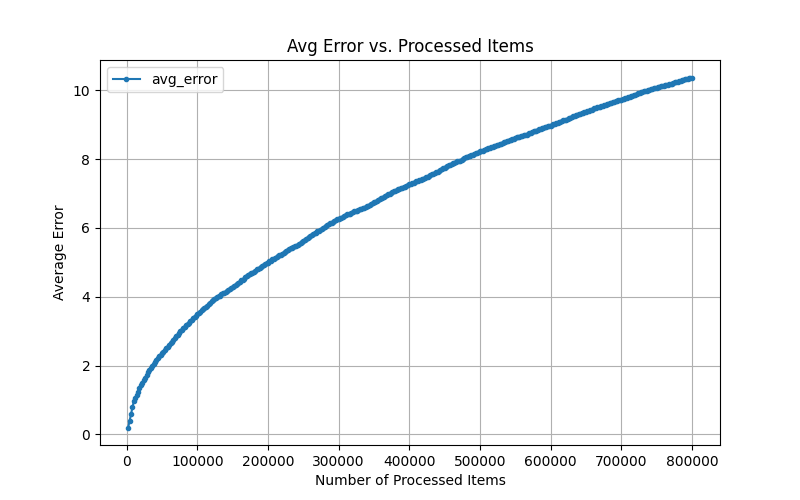 Avg Error vs. Processed Items
avg_error
10
8
6
4
2
0
Average Error
0 100000 200000 300000 400000 500000 600000 700000 800000
Number of Processed Items